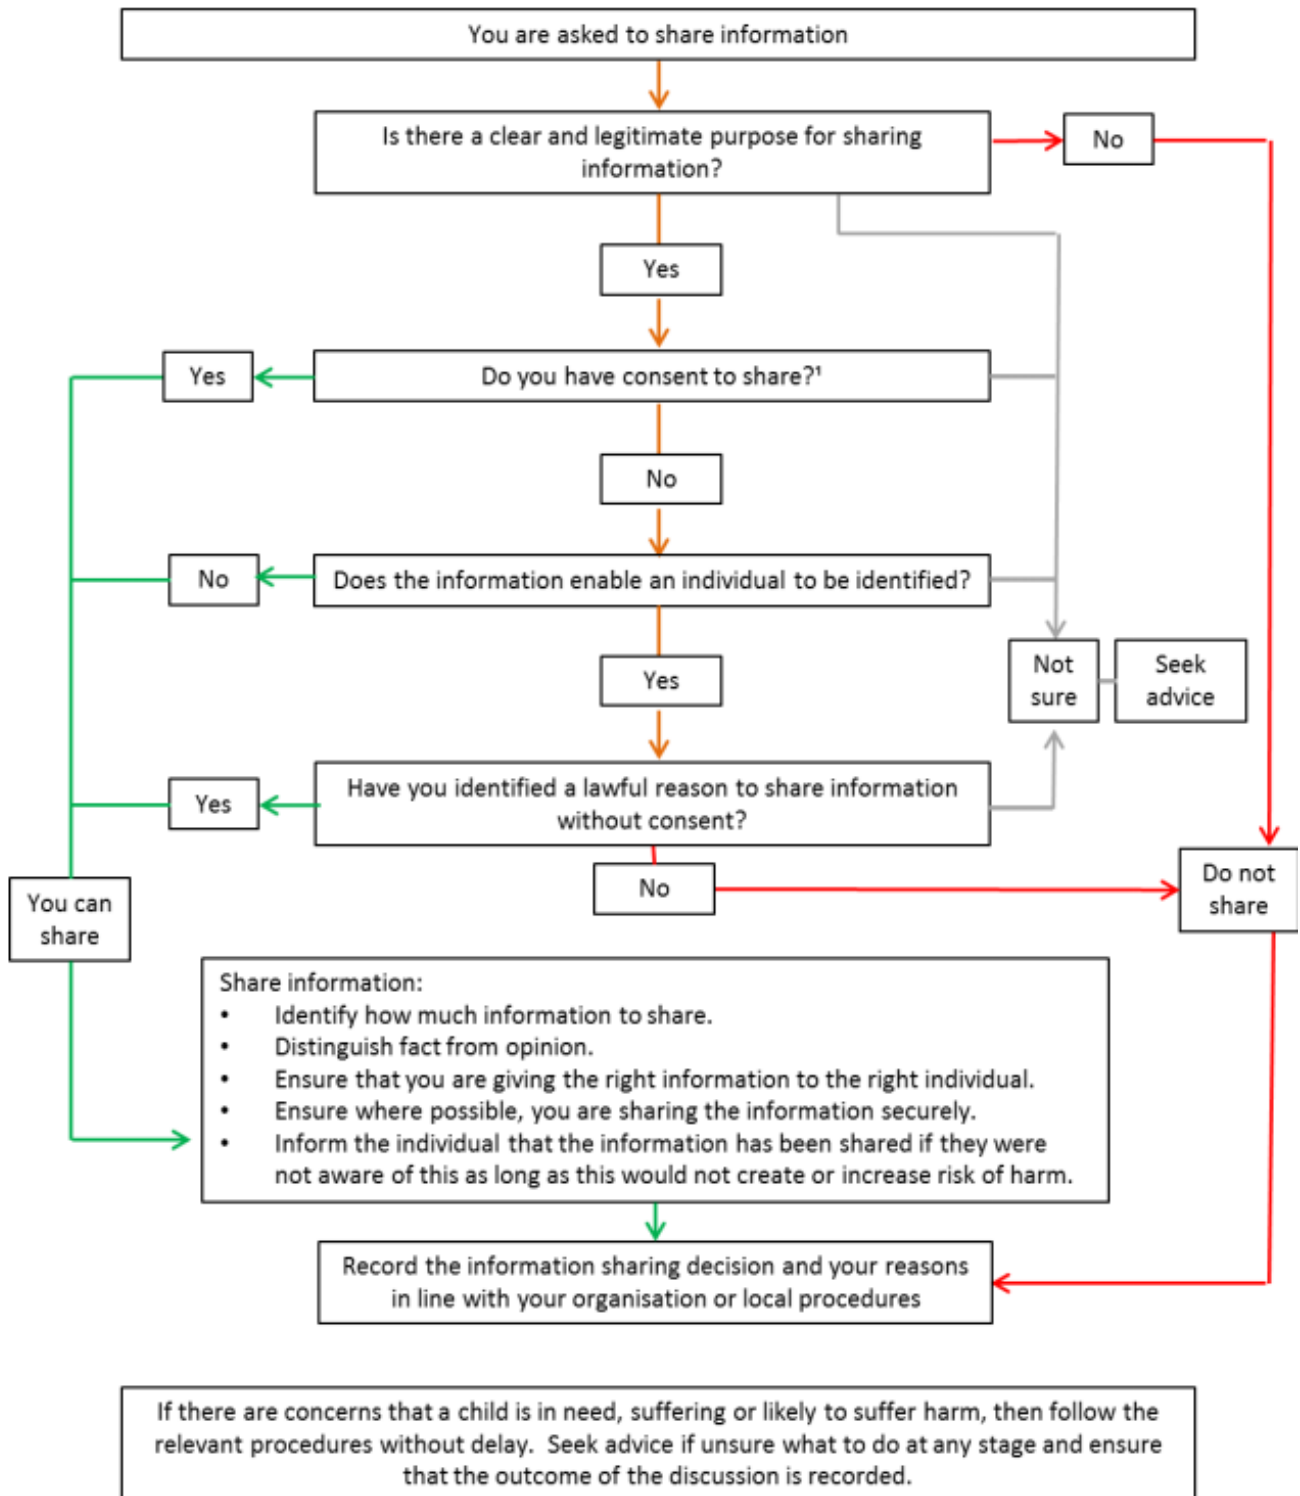 You are asked to share information
Is there a clear and legitimate purpose for sharing
information?
No
Yes
Yes
Do you have consent to share?¹
No
No
Does the information enable an individual to be identified?
Yes
Not
sure
Seek
advice
Yes
Have you identified a lawful reason to share information
without consent?
No
Do not
share
You can
share
Share information:
• Identify how much information to share.
• Distinguish fact from opinion.
• Ensure that you are giving the right information to the right individual.
• Ensure where possible, you are sharing the information securely.
• Inform the individual that the information has been shared if they were
not aware of this as long as this would not create or increase risk of harm.
Record the information sharing decision and your reasons
in line with your organisation or local procedures
If there are concerns that a child is in need, suffering or likely to suffer harm, then follow the
relevant procedures without delay. Seek advice if unsure what to do at any stage and ensure
that the outcome of the discussion is recorded.